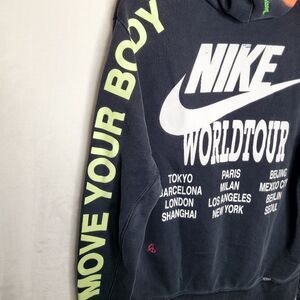 MOVE YOUR BODY
NIKE
WORLDTOUR
TOKYO PARIS BEIJING
BARCELONA MILAN MEXICO CITY
LONDON LOS ANGELES BERLIN
SHANGHAI NEW YORK SEOUL